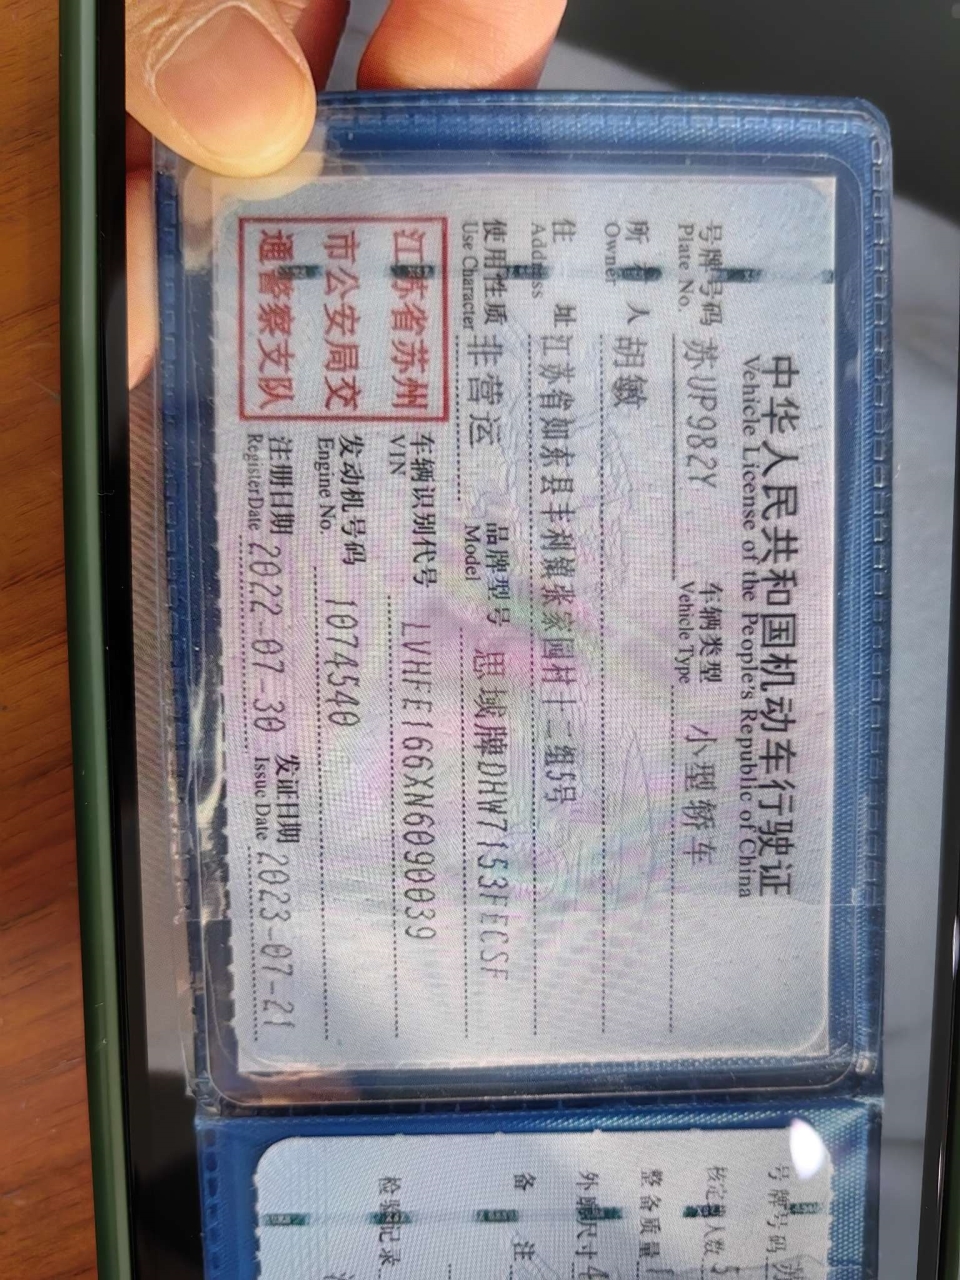 中华人民共和国机动车行驶证
Vehicle License of the People's Republic of China
号牌号码 苏UP982Y 车辆类型 小型轿车
Plate No. Vehicle Type
所有人 胡敏
Owner
住址 江苏省如东县丰利镇张家园村十二组5号
Address
使用性质 非营运 品牌型号 思域牌DHW7153FECSF
Use Character Model
江苏省苏州
市公安局交
通警察支队
车辆识别代号 LVHFE166XN6090039
VIN
发动机号码 1074540
Engine No.
注册日期 2022-07-30 发证日期 2023-07-21
Register Date Issue Date
号牌号码 苏
核定载人数 5
整备质量 1
外廓尺寸 4
备注
检验记录